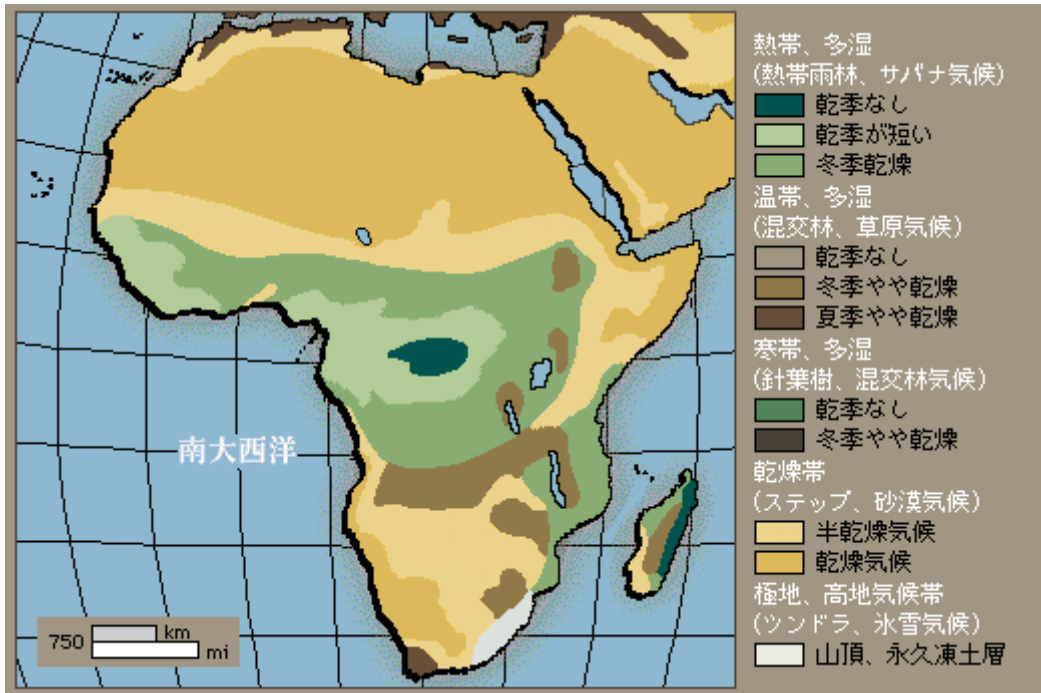 熱帯、多湿
(熱帯雨林、サバナ気候)
乾季なし
乾季が短い
冬季乾燥
温帯、多湿
(混交林、草原気候)
乾季なし
冬季やや乾燥
夏季やや乾燥
寒帯、多湿
(針葉樹、混交林気候)
乾季なし
冬季やや乾燥
乾燥帯
(ステップ、砂漠気候)
半乾燥気候
乾燥気候
極地、高地気候帯
(ツンドラ、氷雪気候)
山頂、永久凍土層
南大西洋
750 km
mi